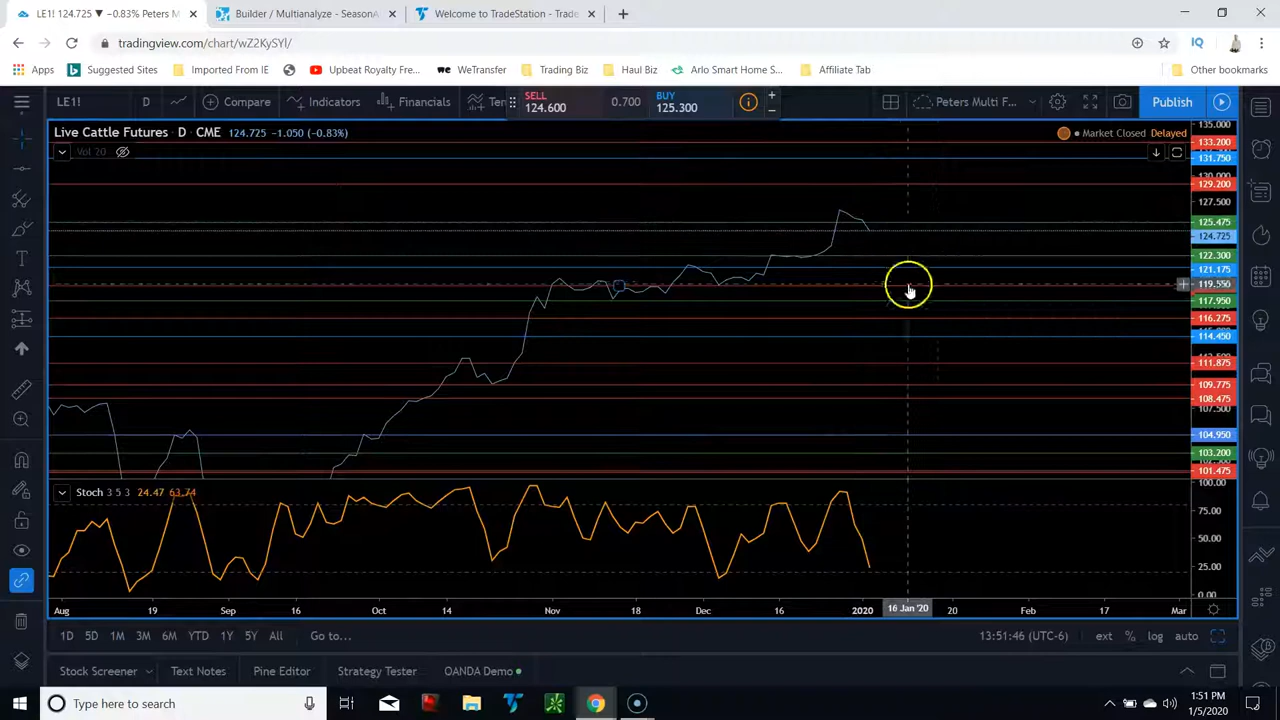 LE1! 124.725 ▼ −0.83% Peters M
Builder / Multianalyze - SeasonA
Welcome to TradeStation - Trade
tradingview.com/chart/wZ2KySYl/
Apps
Suggested Sites
Imported From IE
Upbeat Royalty Fre...
WeTransfer
Trading Biz
Haul Biz
Arlo Smart Home S...
Affiliate Tab
Other bookmarks
LE1!
D
Compare
Indicators
Financials
Ten
SELL
124.600
0.700
BUY
125.300
Peters Multi F...
Publish
Live Cattle Futures · D · CME 124.725 −1.050 (−0.83%)
Market Closed Delayed
Vol 20
135.000
133.200
131.750
130.000
129.200
127.500
125.475
124.725
122.300
121.175
119.550
117.950
116.275
114.450
111.875
109.775
108.475
107.500
104.950
103.200
101.475
Stoch 3 5 3 24.47 63.74
100.00
75.00
50.00
25.00
0.00
Aug 19 Sep 16 Oct 14 Nov 18 Dec 16 2020 16 Jan '20 20 Feb 17 Mar
1D 5D 1M 3M 6M YTD 1Y 5Y All Go to...
13:51:46 (UTC-6) ext % log auto
Stock Screener
Text Notes
Pine Editor
Strategy Tester
OANDA Demo
Type here to search
1:51 PM
1/5/2020